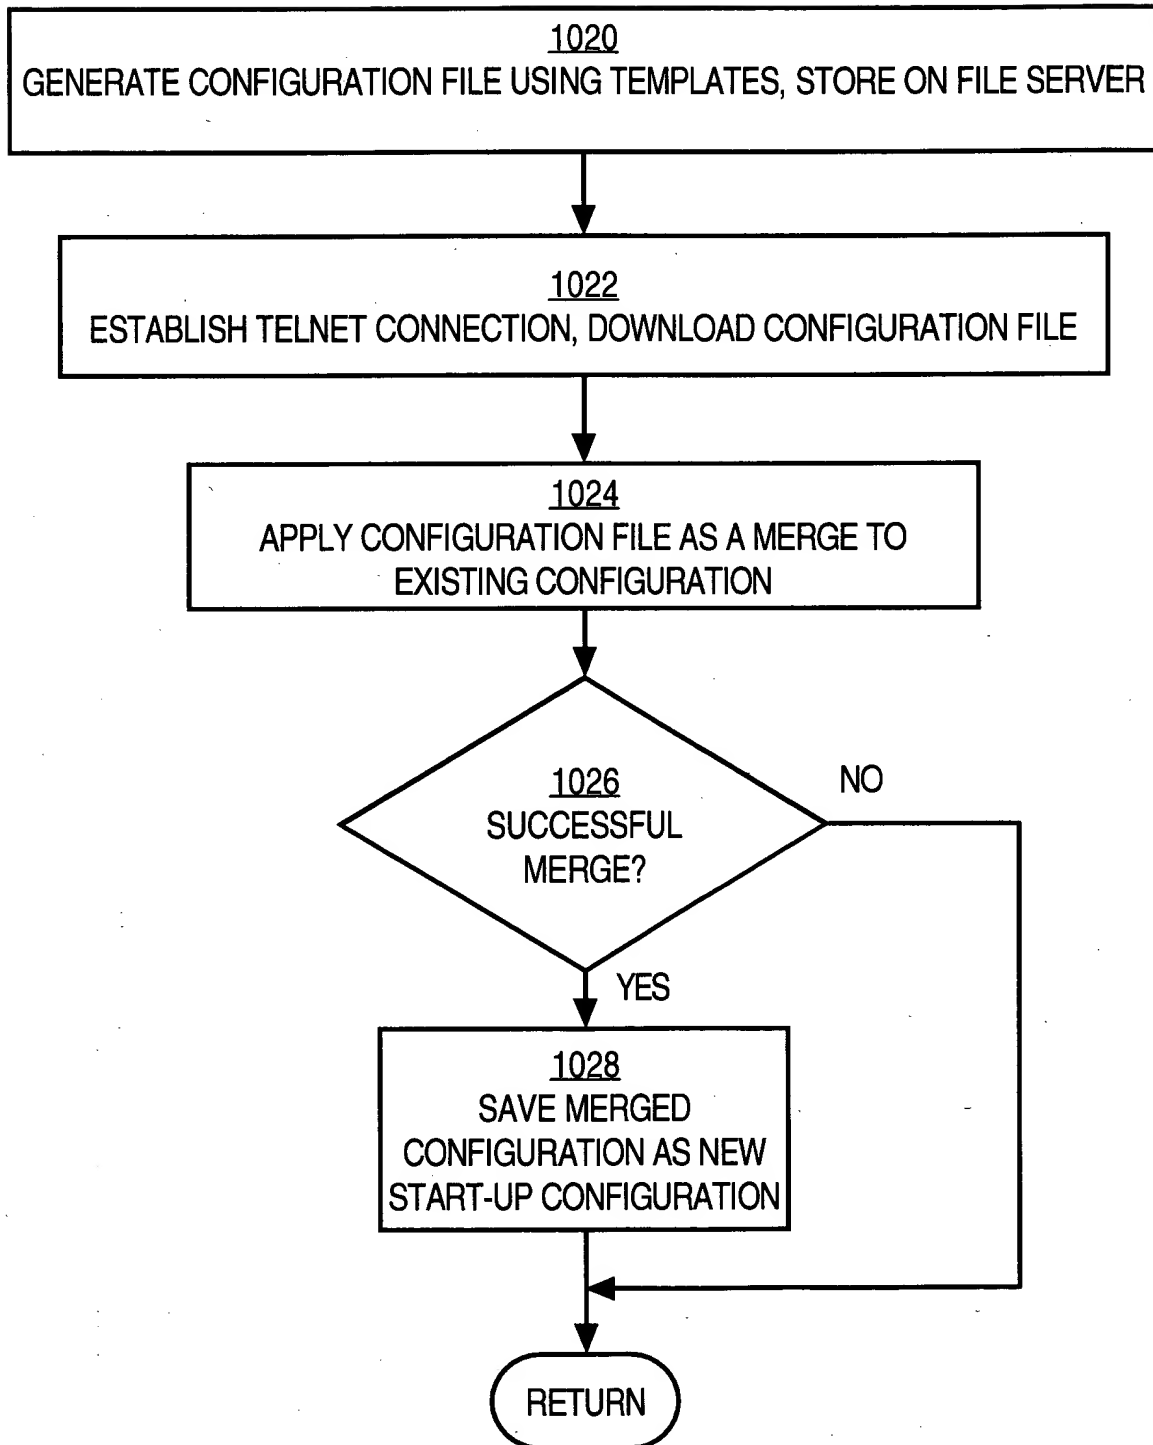 1020
GENERATE CONFIGURATION FILE USING TEMPLATES, STORE ON FILE SERVER
1022
ESTABLISH TELNET CONNECTION, DOWNLOAD CONFIGURATION FILE
1024
APPLY CONFIGURATION FILE AS A MERGE TO
EXISTING CONFIGURATION
1026
SUCCESSFUL
MERGE?
NO
YES
1028
SAVE MERGED
CONFIGURATION AS NEW
START-UP CONFIGURATION
RETURN